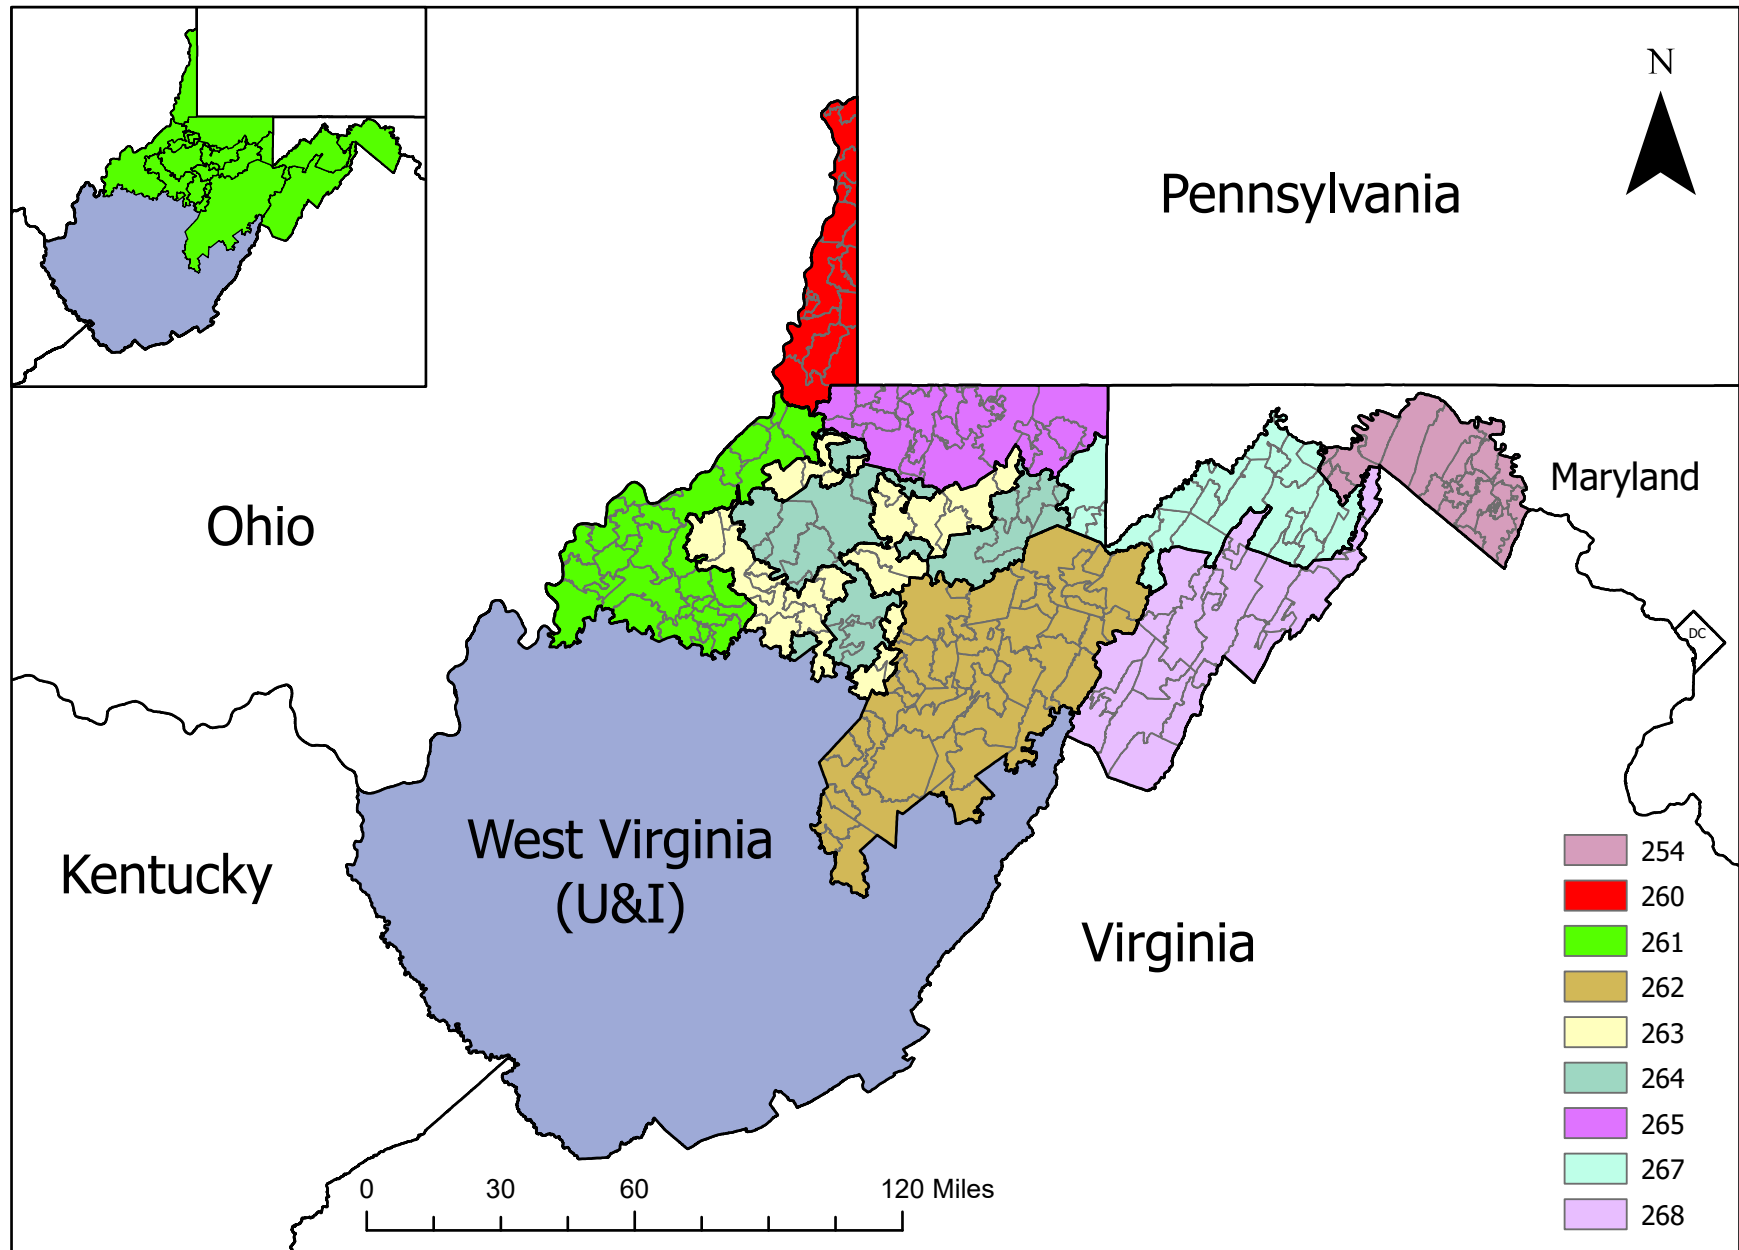 N
Pennsylvania
Maryland
Ohio
DC
West Virginia
(U&I)
Kentucky
Virginia
254
260
261
262
263
264
265
267
268
0 30 60 120 Miles